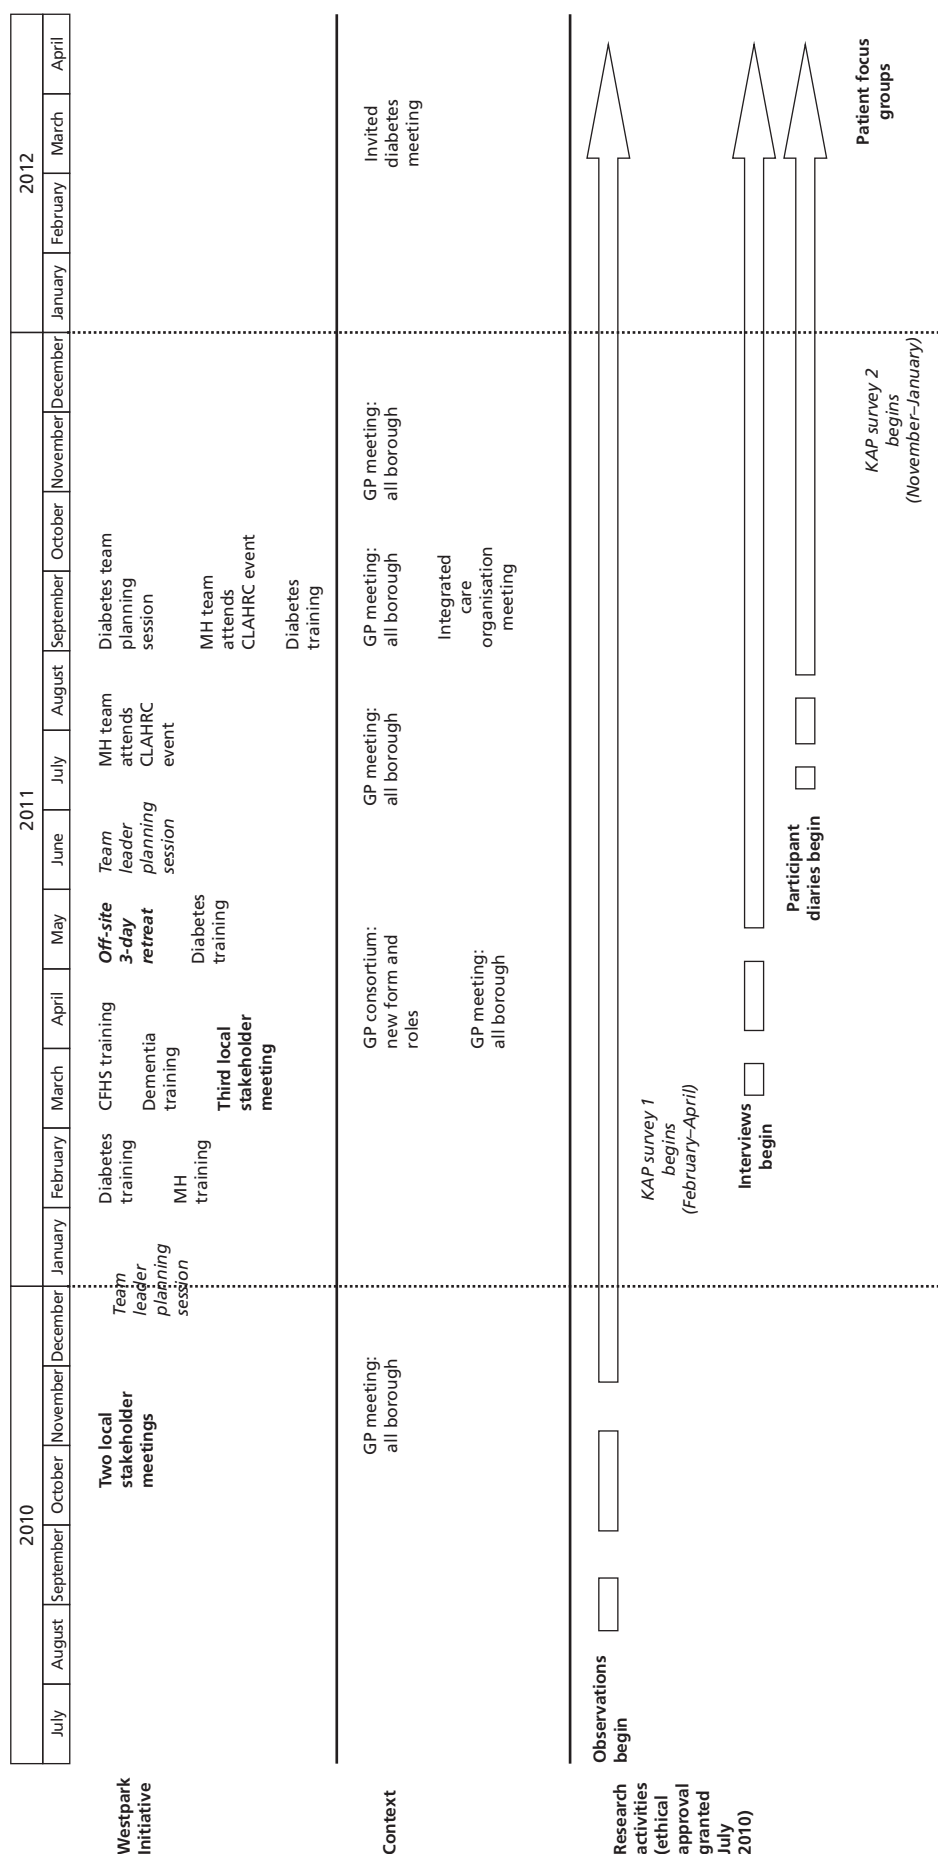 2010
2011
2012
July
August
September
October
November
December
January
February
March
April
May
June
July
August
September
October
November
December
January
February
March
April
Westpark
Initiative
Two local
stakeholder
meetings
Team
leader
planning
session
Diabetes
training
MH
training
CFHS training
Dementia
training
Third local
stakeholder
meeting
Off-site
3-day
retreat
Diabetes
training
Team
leader
planning
session
MH team
attends
CLAHRC
event
Diabetes team
planning
session
MH team
attends
CLAHRC event
Diabetes
training
Context
GP meeting:
all borough
GP consortium:
new form and
roles
GP meeting:
all borough
GP meeting:
all borough
GP meeting:
all borough
Integrated
care
organisation
meeting
GP meeting:
all borough
Invited
diabetes
meeting
Research
activities
(ethical
approval
granted
July
2010)
Observations
begin
KAP survey 1
begins
(February–April)
Interviews
begin
Participant
diaries begin
KAP survey 2
begins
(November–January)
Patient focus
groups